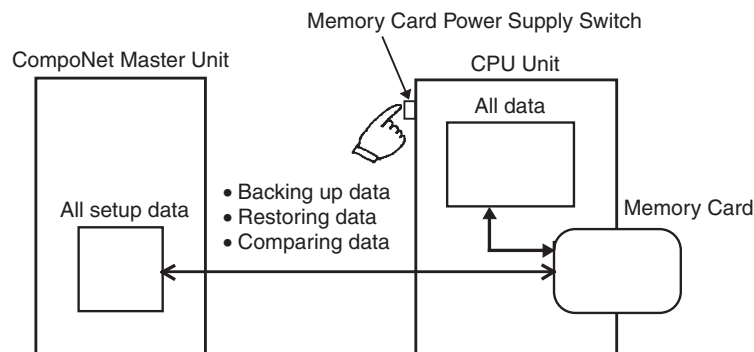 Memory Card Power Supply Switch
CompoNet Master Unit
CPU Unit
All data
• Backing up data
• Restoring data
• Comparing data
All setup data
Memory Card